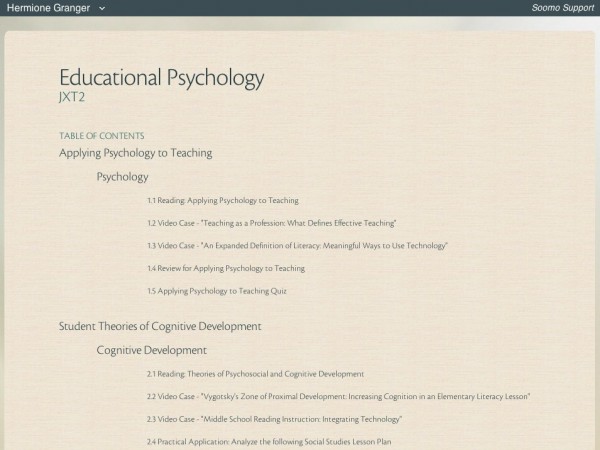 Hermione Granger
Soomo Support
Educational Psychology
JXT2
TABLE OF CONTENTS
Applying Psychology to Teaching
Psychology
1.1 Reading: Applying Psychology to Teaching
1.2 Video Case - "Teaching as a Profession: What Defines Effective Teaching"
1.3 Video Case - "An Expanded Definition of Literacy: Meaningful Ways to Use Technology"
1.4 Review for Applying Psychology to Teaching
1.5 Applying Psychology to Teaching Quiz
Student Theories of Cognitive Development
Cognitive Development
2.1 Reading: Theories of Psychosocial and Cognitive Development
2.2 Video Case - "Vygotsky's Zone of Proximal Development: Increasing Cognition in an Elementary Literacy Lesson"
2.3 Video Case - "Middle School Reading Instruction: Integrating Technology"
2.4 Practical Application: Analyze the following Social Studies Lesson Plan